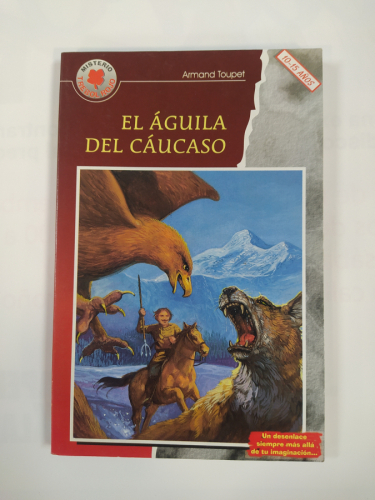 MISTERIO
Armand Toupet
10-15 AÑOS
EL ÁGUILA
DEL CÁUCASO
Un desenlace
siempre más allá
de tu imaginación...